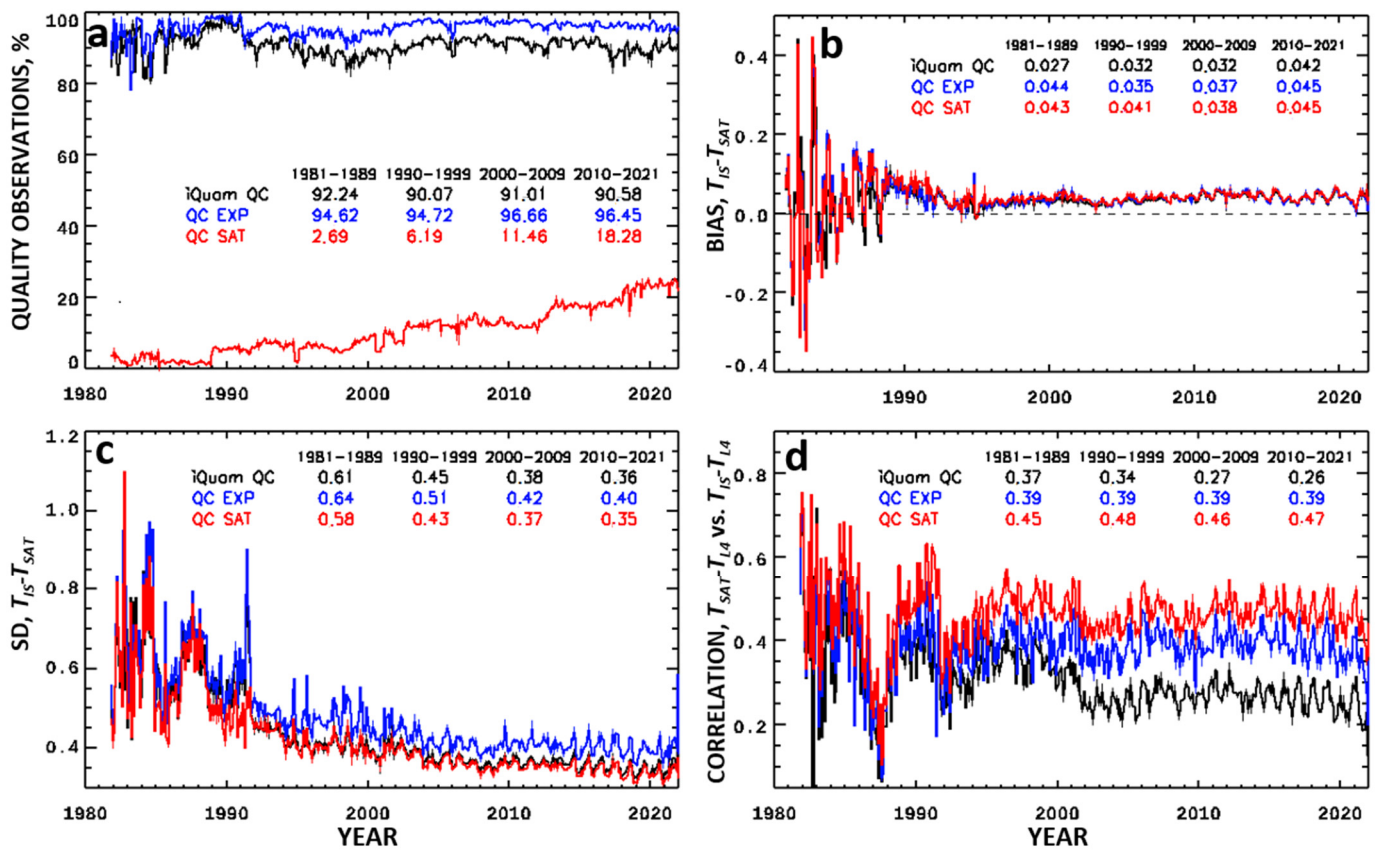 a
QUALITY OBSERVATIONS, %
100
80
60
40
20
0
1981-1989 1990-1999 2000-2009 2010-2021
iQuam QC 92.24 90.07 91.01 90.58
QC EXP 94.62 94.72 96.66 96.45
QC SAT 2.69 6.19 11.46 18.28
1980 1990 2000 2010 2020
b
BIAS, TIS-TSAT
0.4
0.2
0.0
-0.2
-0.4
1981-1989 1990-1999 2000-2009 2010-2021
iQuam QC 0.027 0.032 0.032 0.042
QC EXP 0.044 0.035 0.037 0.045
QC SAT 0.043 0.041 0.038 0.045
1990 2000 2010 2020
c
SD, TIS-TSAT
1.2
1.0
0.8
0.6
0.4
1981-1989 1990-1999 2000-2009 2010-2021
iQuam QC 0.61 0.45 0.38 0.36
QC EXP 0.64 0.51 0.42 0.40
QC SAT 0.58 0.43 0.37 0.35
1980 1990 2000 2010 2020
YEAR
d
CORRELATION, TSAT-TL4 vs. TIS-TL4
0.8
0.6
0.4
0.2
1981-1989 1990-1999 2000-2009 2010-2021
iQuam QC 0.37 0.34 0.27 0.26
QC EXP 0.39 0.39 0.39 0.39
QC SAT 0.45 0.48 0.46 0.47
1980 1990 2000 2010 2020
YEAR